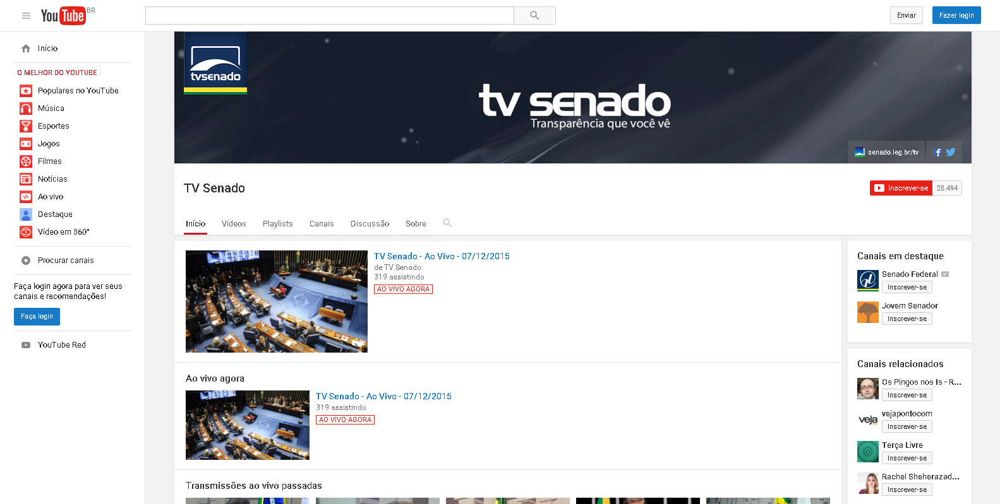 YouTube BR
Enviar
Fazer login
Início
O MELHOR DO YOUTUBE
Populares no YouTube
Música
Esportes
Jogos
Filmes
Notícias
Ao vivo
Destaque
Vídeo em 360°
Procurar canais
Faça login agora para ver seus
canais e recomendações!
Faça login
YouTube Red
tvsenado
tv senado
Transparência que você vê
senado.leg.br/tv
TV Senado
Inscrever-se 28.494
Início Vídeos Playlists Canais Discussão Sobre
TV Senado - Ao Vivo - 07/12/2015
de TV Senado
319 assistindo
AO VIVO AGORA
Ao vivo agora
TV Senado - Ao Vivo - 07/12/2015
319 assistindo
AO VIVO AGORA
Transmissões ao vivo passadas
Canais em destaque
Senado Federal
Inscrever-se
Jovem Senador
Inscrever-se
Canais relacionados
Os Pingos nos Is - R...
Inscrever-se
veja
vejapontocom
Inscrever-se
Terça Livre
Inscrever-se
Rachel Sheherazad...
Inscrever-se